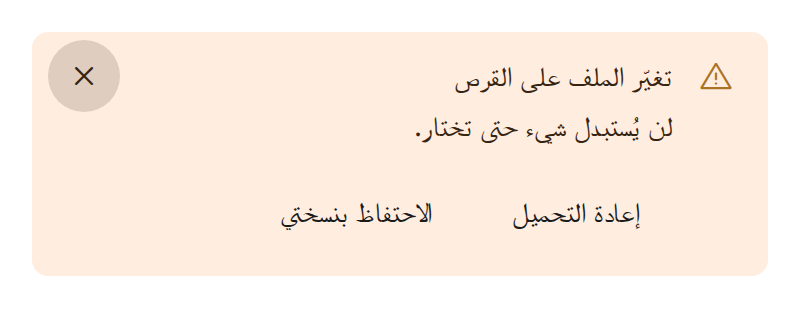 تغيّر الملف على القرص
لن يُستبدل شيء حتى تختار.
إعادة التحميل
الاحتفاظ بنسختي